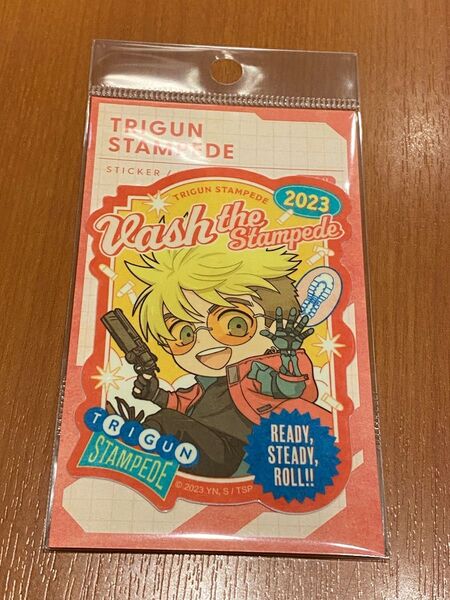 TRIGUN
STAMPEDE
STICKER /
TRIGUN STAMPEDE
2023
Vash the
Stampede
READY,
STEADY,
ROLL!!
TRIGUN
STAMPEDE
© 2023 YN, S / TSP